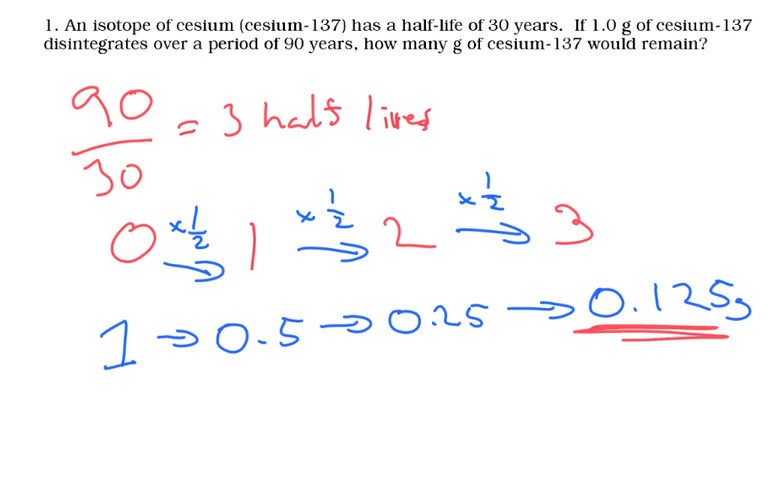 1. An isotope of cesium (cesium-137) has a half-life of 30 years. If 1.0 g of cesium-137
disintegrates over a period of 90 years, how many g of cesium-137 would remain?
90/30 = 3 half lives
×1/2 ×1/2 ×1/2
0 → 1 → 2 → 3
1 → 0.5 → 0.25 → 0.125g